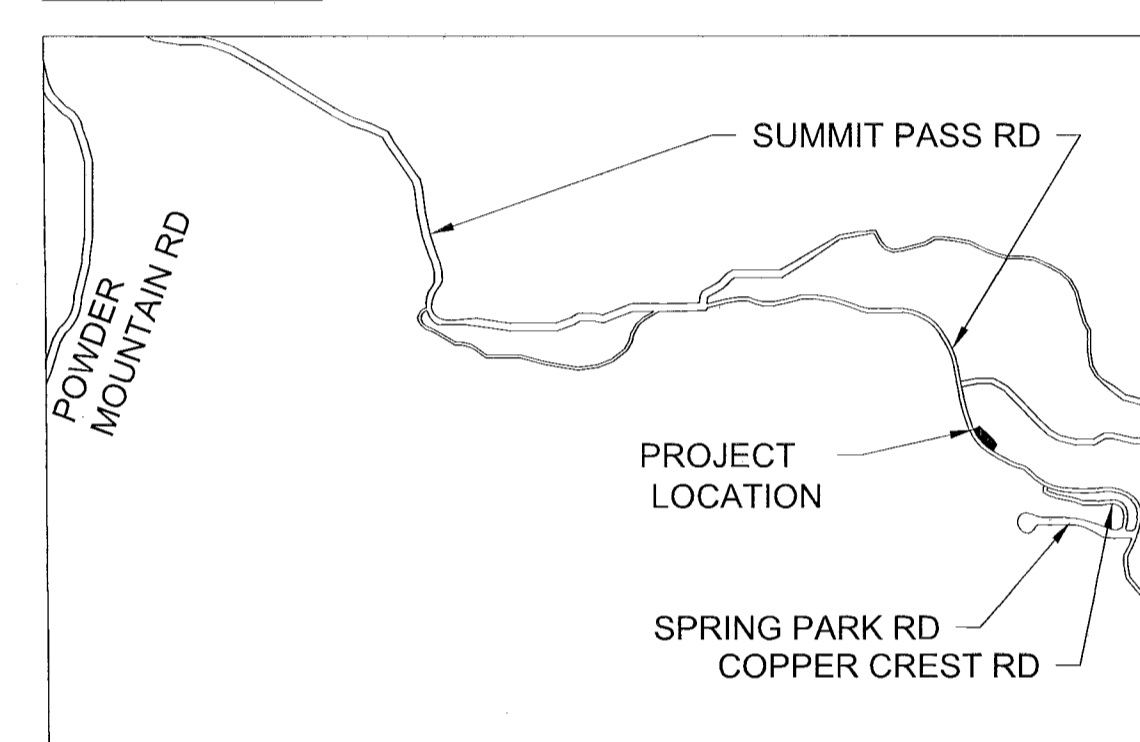 SUMMIT PASS RD
POWDER
MOUNTAIN RD
PROJECT
LOCATION
SPRING PARK RD
COPPER CREST RD